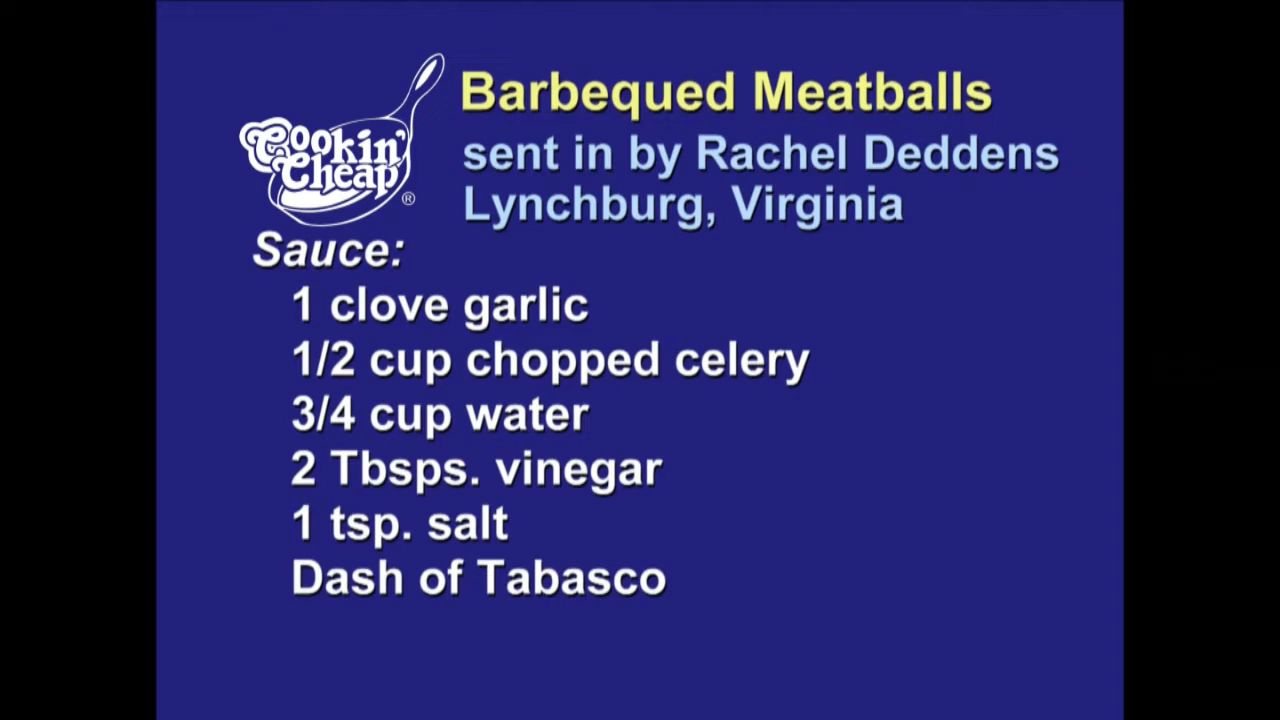 Cookin'
Cheap
®
Barbequed Meatballs
sent in by Rachel Deddens
Lynchburg, Virginia
Sauce:
1 clove garlic
1/2 cup chopped celery
3/4 cup water
2 Tbsps. vinegar
1 tsp. salt
Dash of Tabasco